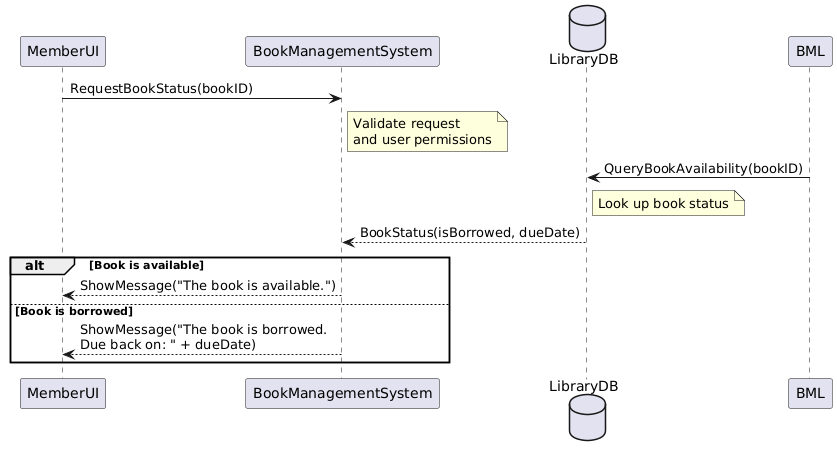 MemberUI
BookManagementSystem
LibraryDB
BML
RequestBookStatus(bookID)
Validate request
and user permissions
QueryBookAvailability(bookID)
Look up book status
BookStatus(isBorrowed, dueDate)
alt
[Book is available]
ShowMessage("The book is available.")
[Book is borrowed]
ShowMessage("The book is borrowed.
Due back on: " + dueDate)
MemberUI
BookManagementSystem
LibraryDB
BML